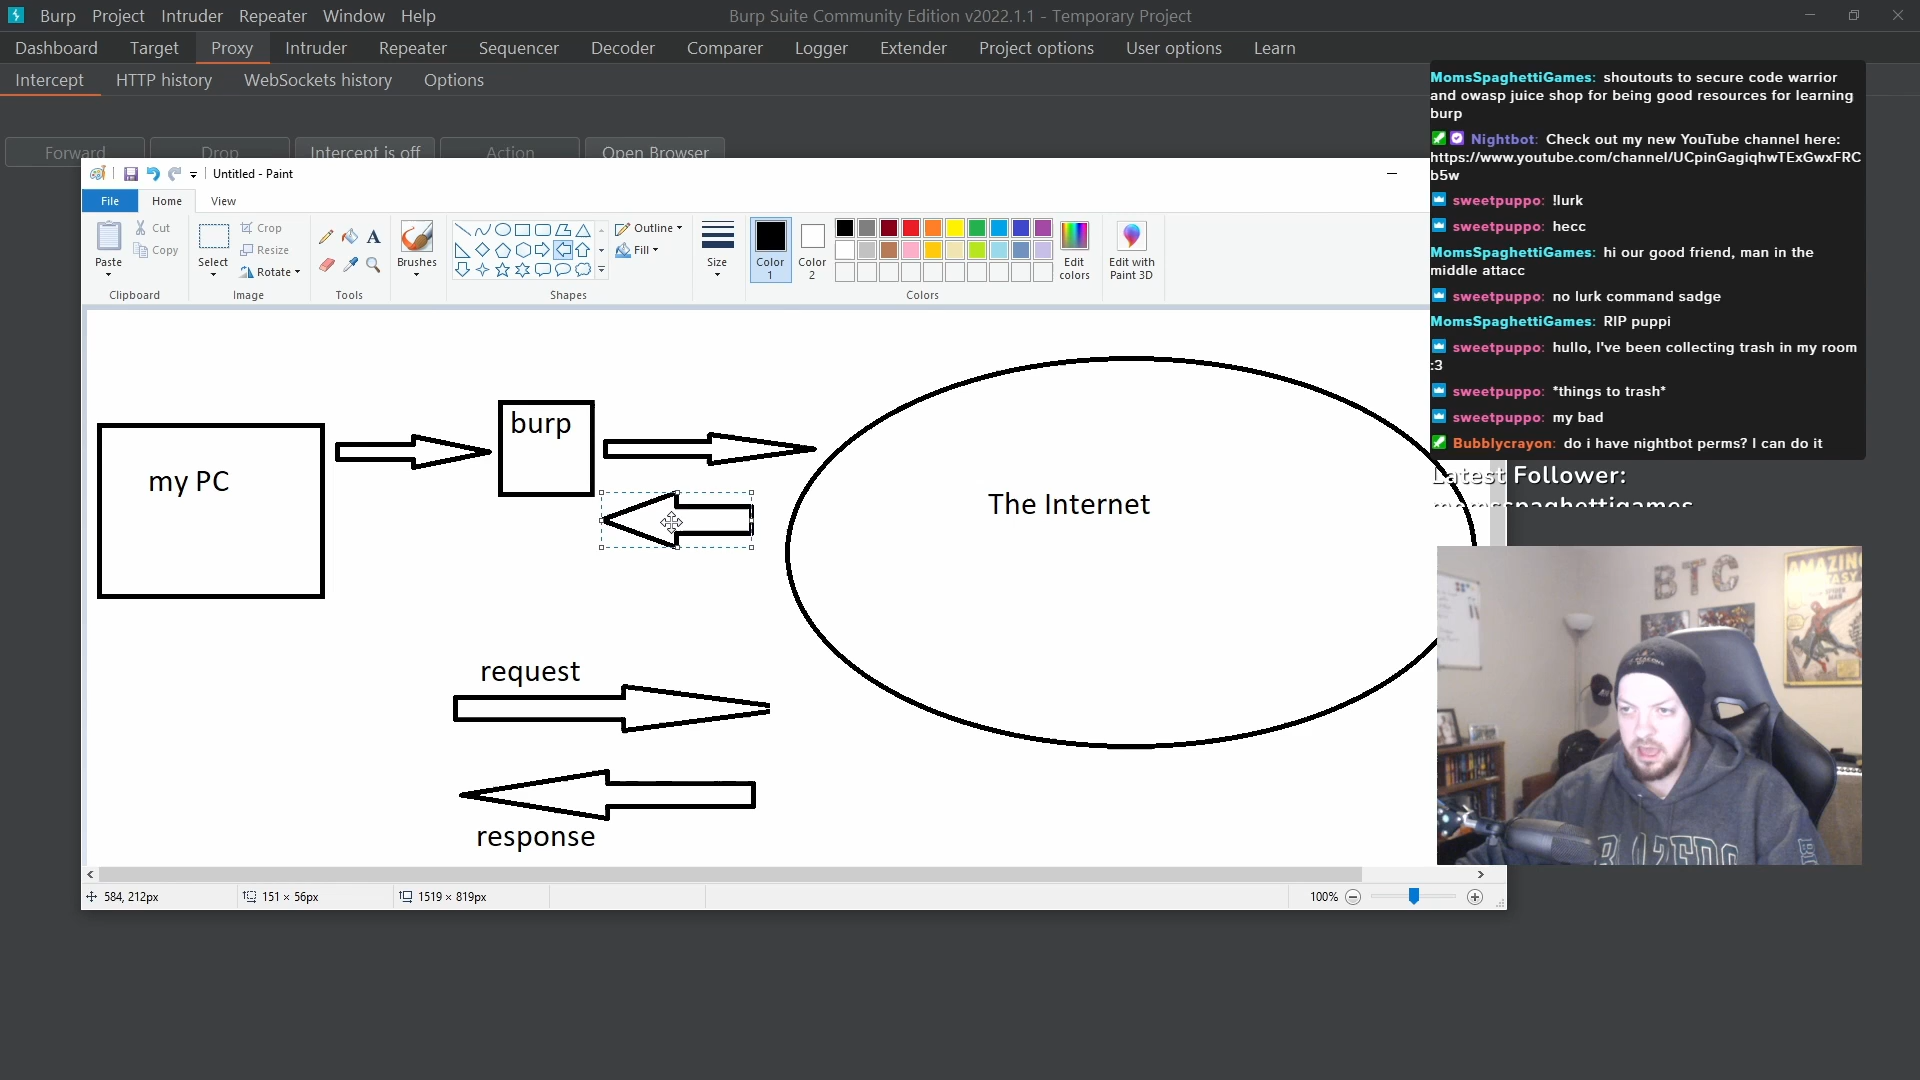 Burp Project Intruder Repeater Window Help
Burp Suite Community Edition v2022.1.1 - Temporary Project
Dashboard Target Proxy Intruder Repeater Sequencer Decoder Comparer Logger Extender Project options User options Learn
Intercept HTTP history WebSockets history Options
Forward Drop Intercept is off Action Open Browser
Untitled - Paint
File Home View
Paste
Cut
Copy
Clipboard
Select
Crop
Resize
Rotate
Image
A
Tools
Brushes
Shapes
Outline
Fill
Size
Color
1
Color
2
Colors
Edit
colors
Edit with
Paint 3D
my PC
burp
The Internet
request
response
584, 212px
151 × 56px
1519 × 819px
100%
MomsSpaghettiGames: shoutouts to secure code warrior
and owasp juice shop for being good resources for learning
burp
Nightbot: Check out my new YouTube channel here:
https://www.youtube.com/channel/UCpinGagiqhwTExGwxFRC
b5w
sweetpuppo: !lurk
sweetpuppo: hecc
MomsSpaghettiGames: hi our good friend, man in the
middle attacc
sweetpuppo: no lurk command sadge
MomsSpaghettiGames: RIP puppi
sweetpuppo: hullo, I've been collecting trash in my room
:3
sweetpuppo: *things to trash*
sweetpuppo: my bad
Bubblycrayon: do i have nightbot perms? I can do it
Latest Follower:
momsspaghettigames
BTC
AMAZING